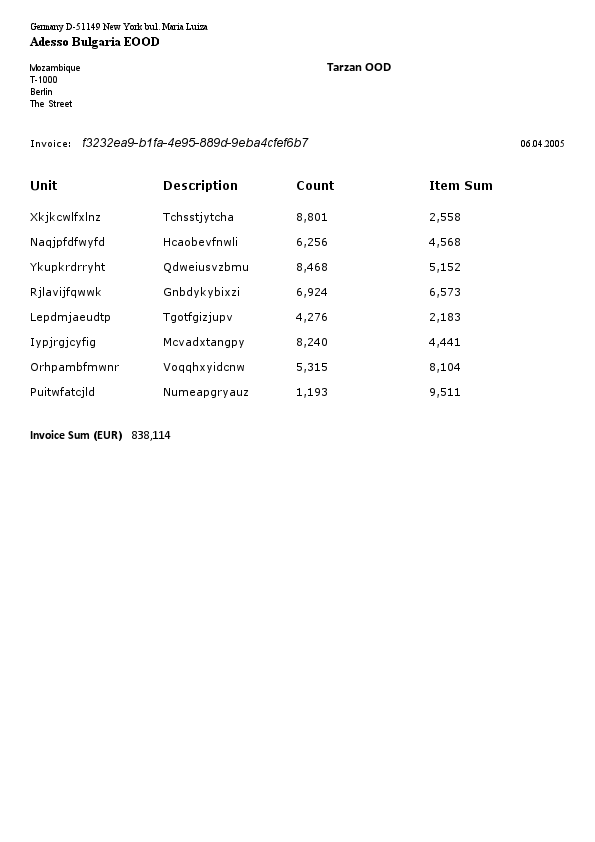 Germany D-51149 New York bul. Maria Luiza
Adesso Bulgaria EOOD
Mozambique
T-1000
Berlin
The Street
Tarzan OOD
Invoice: f3232ea9-b1fa-4e95-889d-9eba4cfef6b7 06.04.2005
Unit Description Count Item Sum
Xkjkcwlfxlnz Tchsstjytcha 8,801 2,558
Naqjpfdfwyfd Hcaobevfnwli 6,256 4,568
Ykupkrdrryht Qdweiusvzbmu 8,468 5,152
Rjlavijfqwwk Gnbdykybixzi 6,924 6,573
Lepdmjaeudtp Tgotfgizjupv 4,276 2,183
Iypjrgjcyfig Mcvadxtangpy 8,240 4,441
Orhpambfmwnr Voqqhxyidcnw 5,315 8,104
Puitwfatcjld Numeapgryauz 1,193 9,511
Invoice Sum (EUR) 838,114